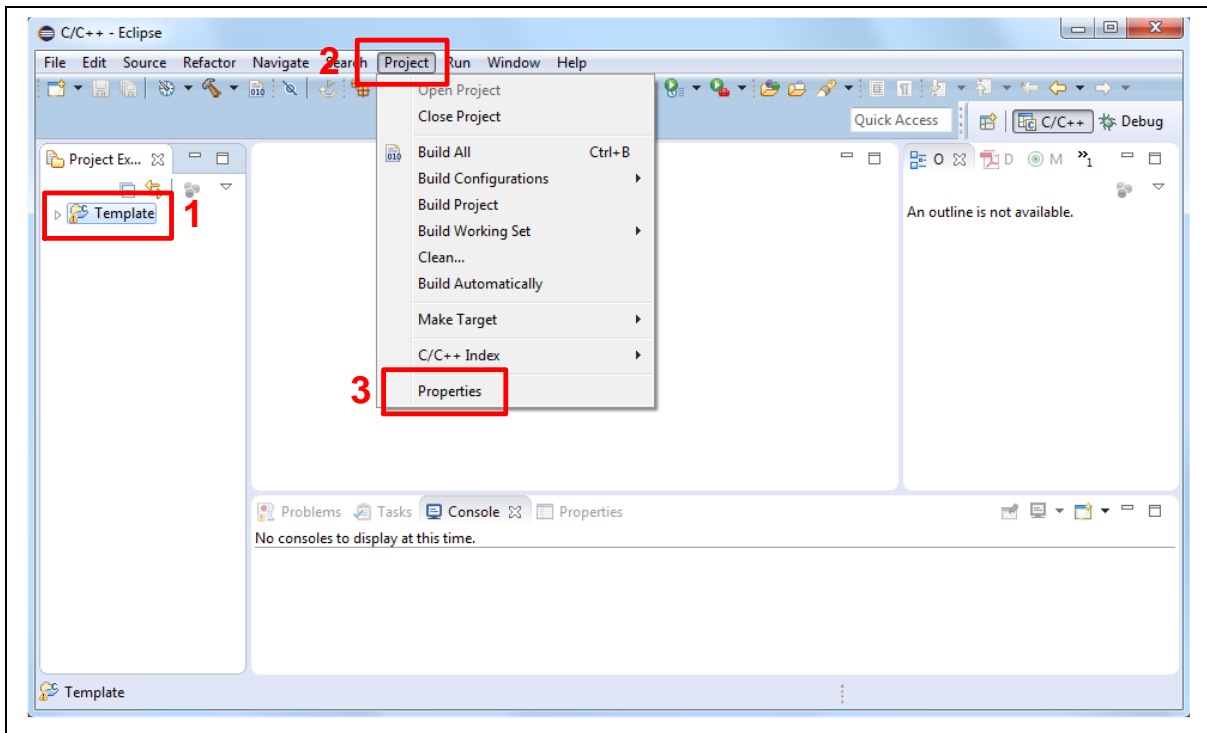 C/C++ - Eclipse
File Edit Source Refactor Navigate Search Project Run Window Help
2
Open Project
Close Project
Build All Ctrl+B
Build Configurations
Build Project
Build Working Set
Clean...
Build Automatically
Make Target
C/C++ Index
Properties
3
Quick Access C/C++ Debug
Project Ex...
Template
1
O D M »1
An outline is not available.
Problems Tasks Console Properties
No consoles to display at this time.
Template